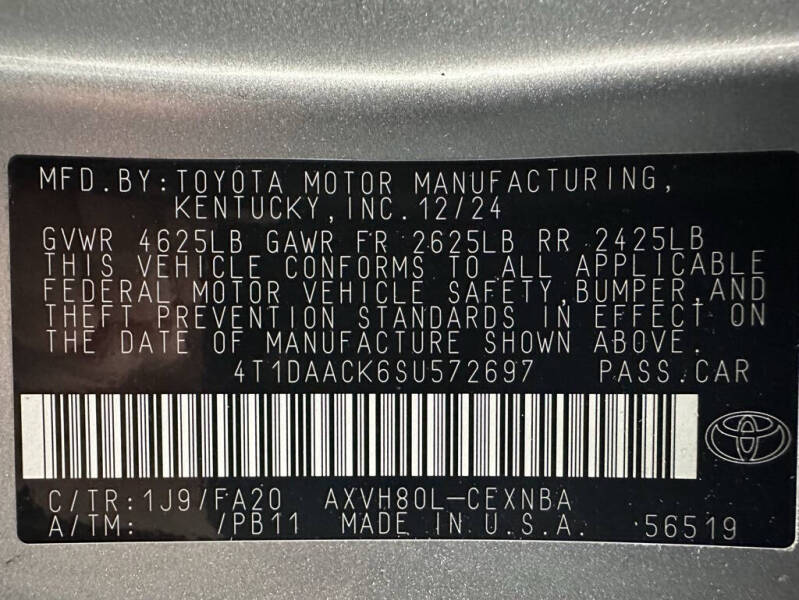 MFD.BY:TOYOTA MOTOR MANUFACTURING,
KENTUCKY,INC.12/24
GVWR 4625LB GAWR FR 2625LB RR 2425LB
THIS VEHICLE CONFORMS TO ALL APPLICABLE
FEDERAL MOTOR VEHICLE SAFETY,BUMPER,AND
THEFT PREVENTION STANDARDS IN EFFECT ON
THE DATE OF MANUFACTURE SHOWN ABOVE.
4T1DAACK6SU572697 PASS.CAR
C/TR:1J9/FA20 AXVH80L-CEXNBA
A/TM: /PB11 MADE IN U.S.A. 56519